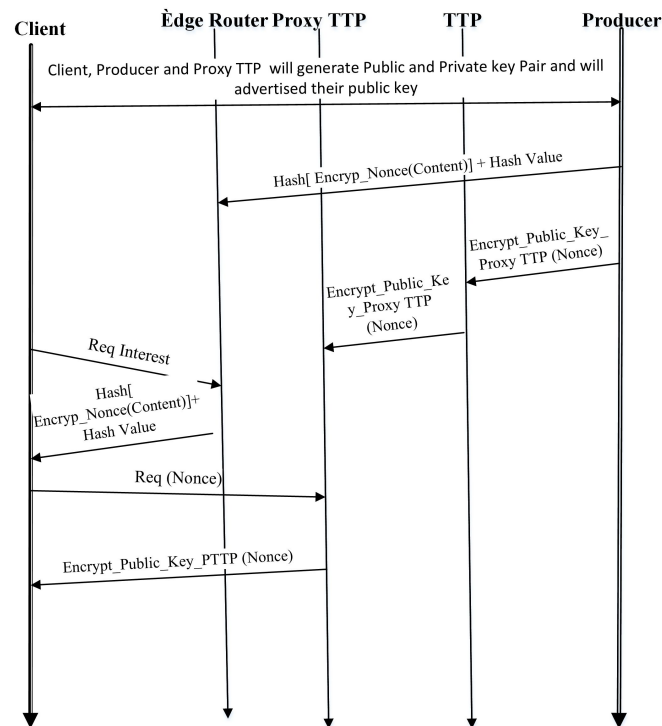 Client Èdge Router Proxy TTP TTP Producer
Client, Producer and Proxy TTP will generate Public and Private key Pair and will
advertised their public key
Hash[ Encryp_Nonce(Content)] + Hash Value
Encrypt_Public_Key_
Proxy TTP (Nonce)
Encrypt_Public_Ke
y_Proxy TTP
(Nonce)
Req Interest
Hash[
Encryp_Nonce(Content)]+
Hash Value
Req (Nonce)
Encrypt_Public_Key_PTTP (Nonce)